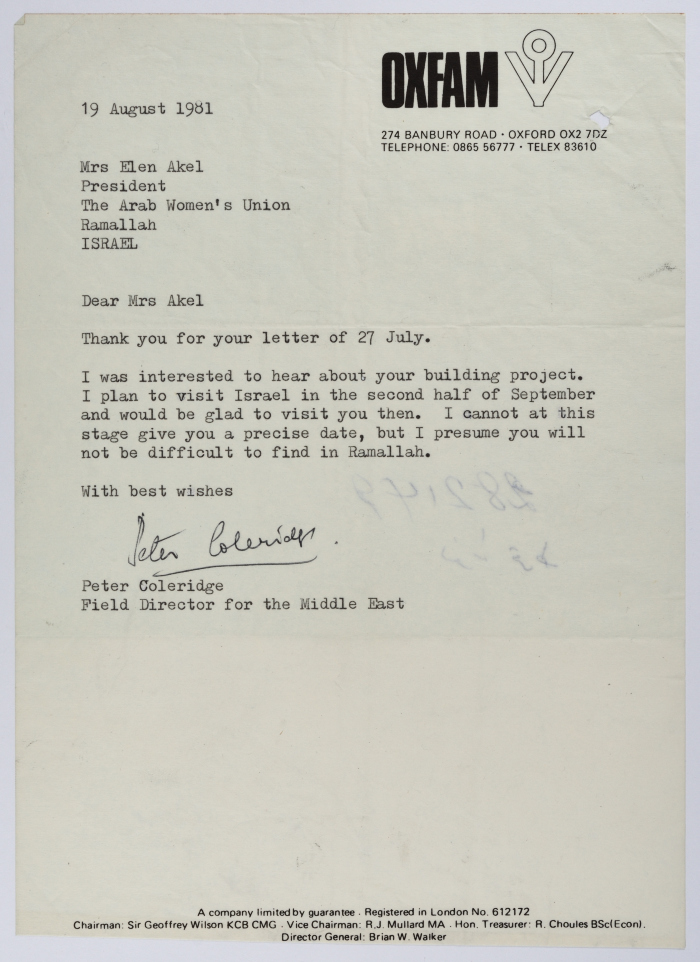 OXFAM
274 BANBURY ROAD · OXFORD OX2 7DZ
TELEPHONE: 0865 56777 · TELEX 83610
19 August 1981
Mrs Elen Akel
President
The Arab Women's Union
Ramallah
ISRAEL
Dear Mrs Akel
Thank you for your letter of 27 July.
I was interested to hear about your building project.
I plan to visit Israel in the second half of September
and would be glad to visit you then.  I cannot at this
stage give you a precise date, but I presume you will
not be difficult to find in Ramallah.
With best wishes
Peter Coleridge.
Peter Coleridge
Field Director for the Middle East
A company limited by guarantee · Registered in London No. 612172
Chairman: Sir Geoffrey Wilson KCB CMG · Vice Chairman: R.J. Mullard MA · Hon. Treasurer: R. Choules BSc(Econ).
Director General: Brian W. Walker